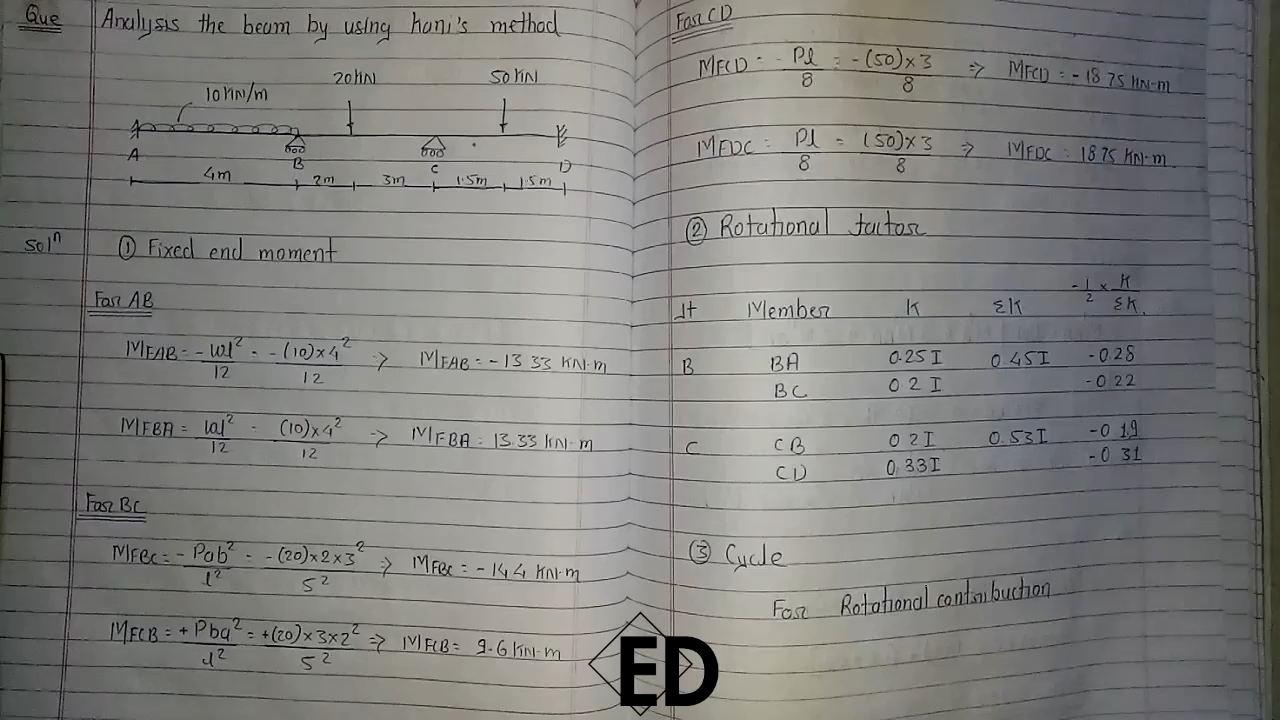 Que Analysis the beam by using kani's method
20KN 50KN
10KN/m
A B C D
4m 2m 3m 1.5m 1.5m
Solⁿ ① Fixed end moment
For AB
MFAB = -wl²/12 = -(10)×4²/12 ⇒ MFAB = -13.33 KN-m
MFBA = wl²/12 = (10)×4²/12 ⇒ MFBA = 13.33 KN-m
For BC
MFBC = -Pab²/l² = -(20)×2×3²/5² ⇒ MFBC = -14.4 KN-m
MFCB = +Pba²/l² = +(20)×3×2²/5² ⇒ MFCB = 9.6 KN-m
For CD
MFCD = -Pl/8 = -(50)×3/8 ⇒ MFCD = -18.75 KN-m
MFDC = Pl/8 = (50)×3/8 ⇒ MFDC = 18.75 KN-m
② Rotational factor
Jt Member K ΣK -1/2 × K/ΣK
B BA 0.25I 0.45I -0.28
BC 0.2I -0.22
C CB 0.2I 0.53I -0.19
CD 0.33I -0.31
③ Cycle
For Rotational contribuction
ED